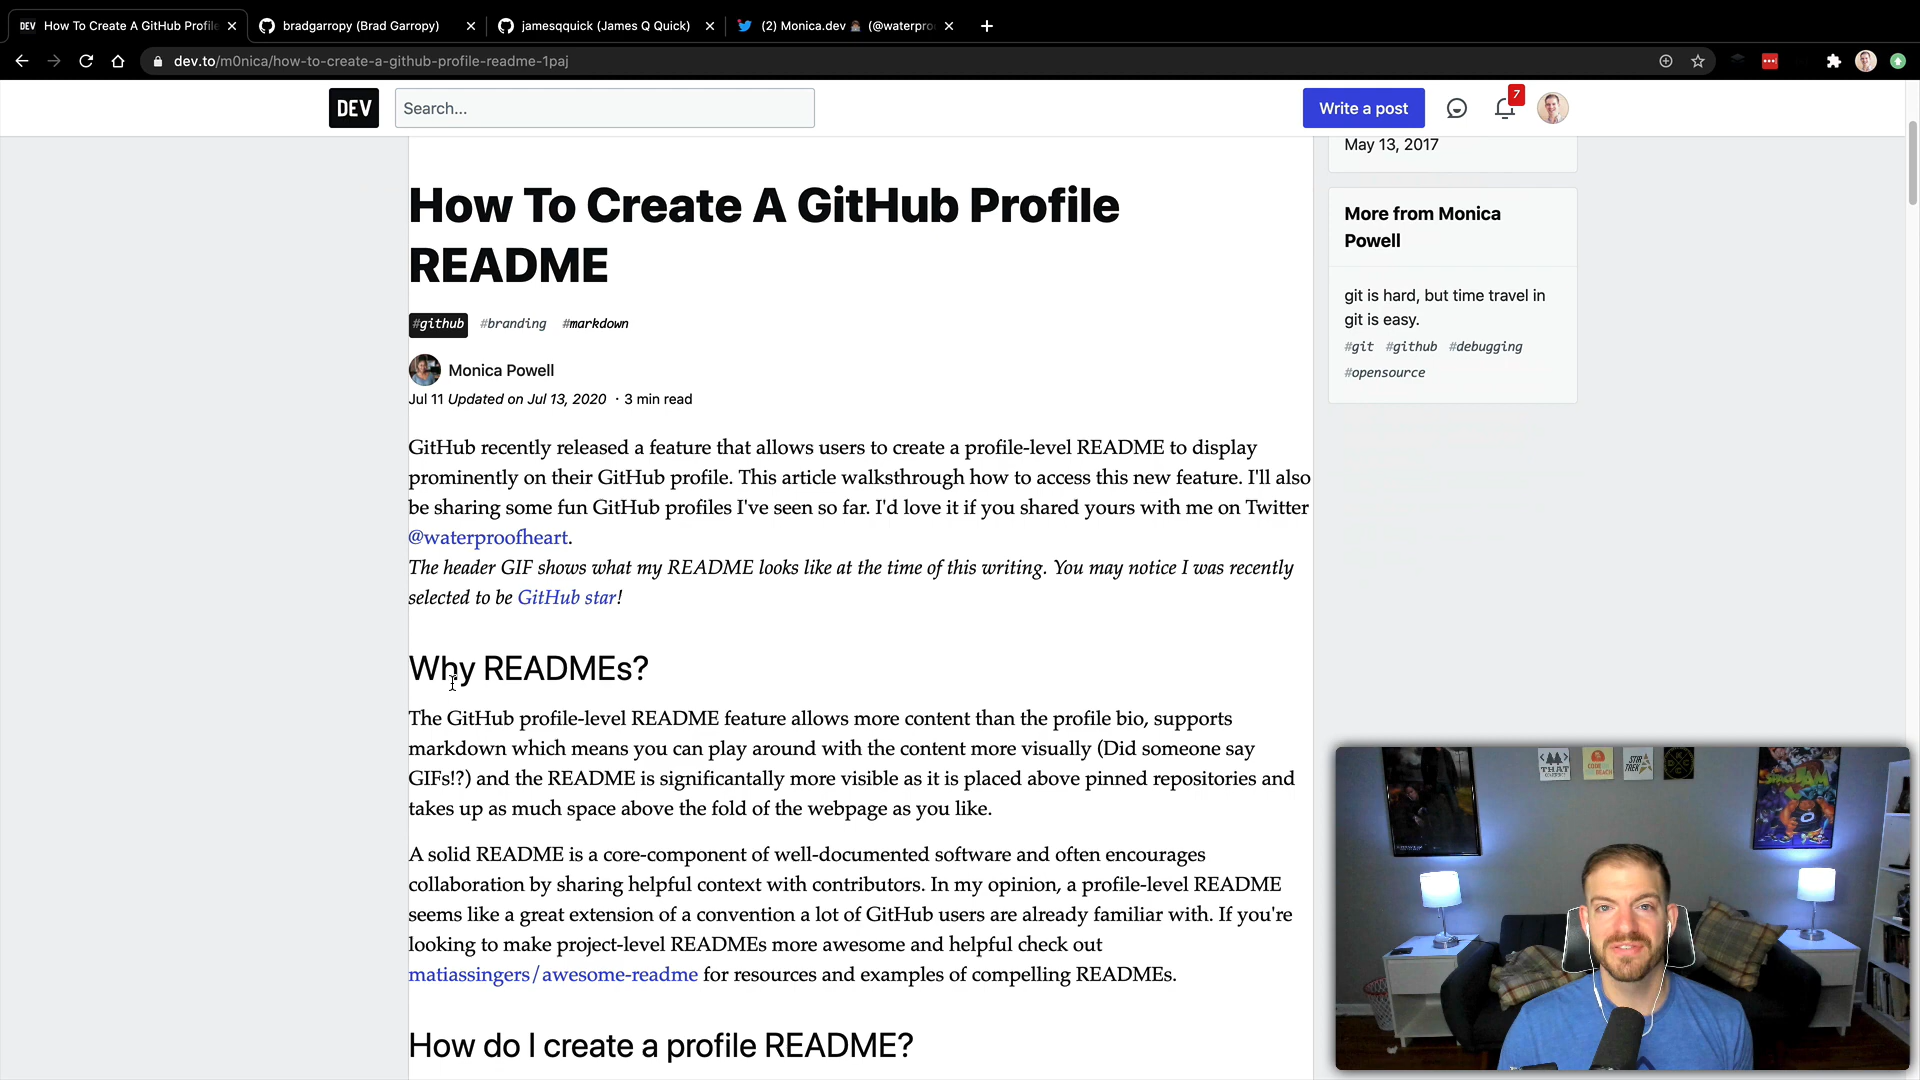 DEV How To Create A GitHub Profile
bradgarropy (Brad Garropy)
jamesqquick (James Q Quick)
(2) Monica.dev (@waterpro
dev.to/m0nica/how-to-create-a-github-profile-readme-1paj
DEV
Search...
Write a post
7
May 13, 2017
How To Create A GitHub Profile
README
#github #branding #markdown
Monica Powell
Jul 11 Updated on Jul 13, 2020 · 3 min read
GitHub recently released a feature that allows users to create a profile-level README to display
prominently on their GitHub profile. This article walksthrough how to access this new feature. I'll also
be sharing some fun GitHub profiles I've seen so far. I'd love it if you shared yours with me on Twitter
@waterproofheart.
The header GIF shows what my README looks like at the time of this writing. You may notice I was recently
selected to be GitHub star!
Why READMEs?
The GitHub profile-level README feature allows more content than the profile bio, supports
markdown which means you can play around with the content more visually (Did someone say
GIFs!?) and the README is significantally more visible as it is placed above pinned repositories and
takes up as much space above the fold of the webpage as you like.
A solid README is a core-component of well-documented software and often encourages
collaboration by sharing helpful context with contributors. In my opinion, a profile-level README
seems like a great extension of a convention a lot of GitHub users are already familiar with. If you're
looking to make project-level READMEs more awesome and helpful check out
matiassingers/awesome-readme for resources and examples of compelling READMEs.
How do I create a profile README?
More from Monica
Powell
git is hard, but time travel in
git is easy.
#git #github #debugging
#opensource
THAT
CODE
BEACH
STIR
TREK
SPACE JAM